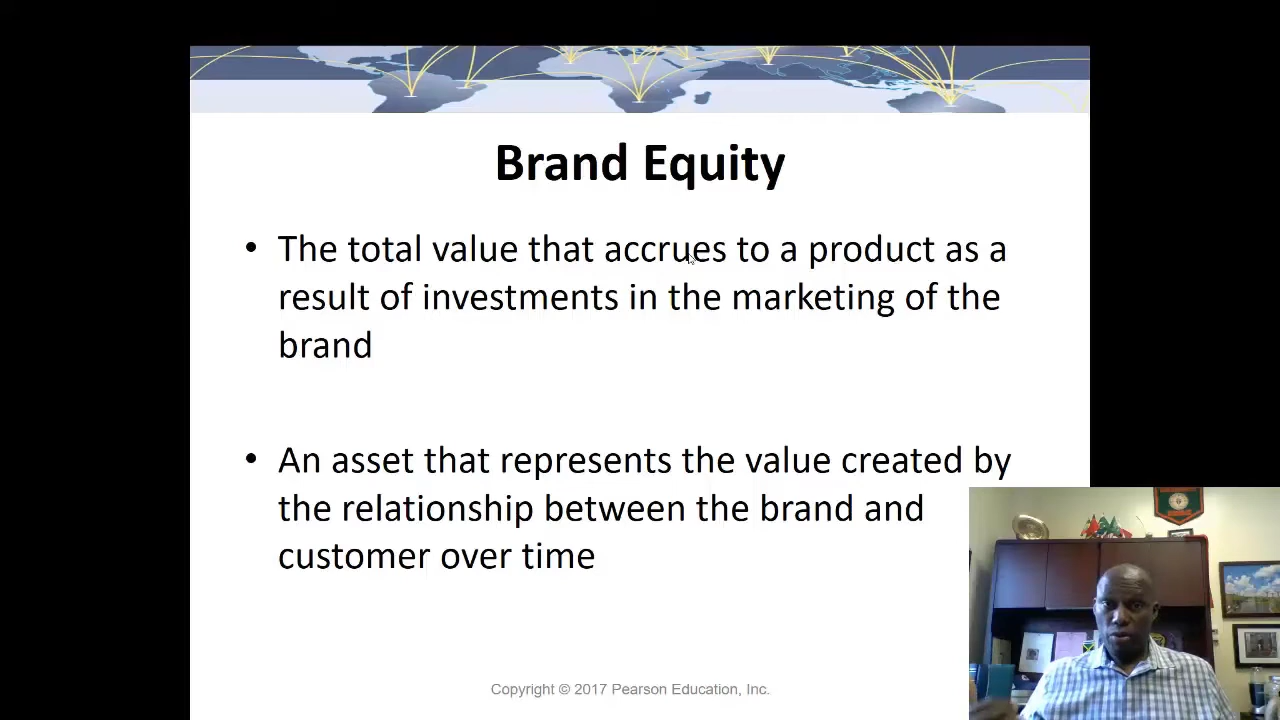 Brand Equity
• The total value that accrues to a product as a
result of investments in the marketing of the
brand
• An asset that represents the value created by
the relationship between the brand and
customer over time
Copyright © 2017 Pearson Education, Inc.